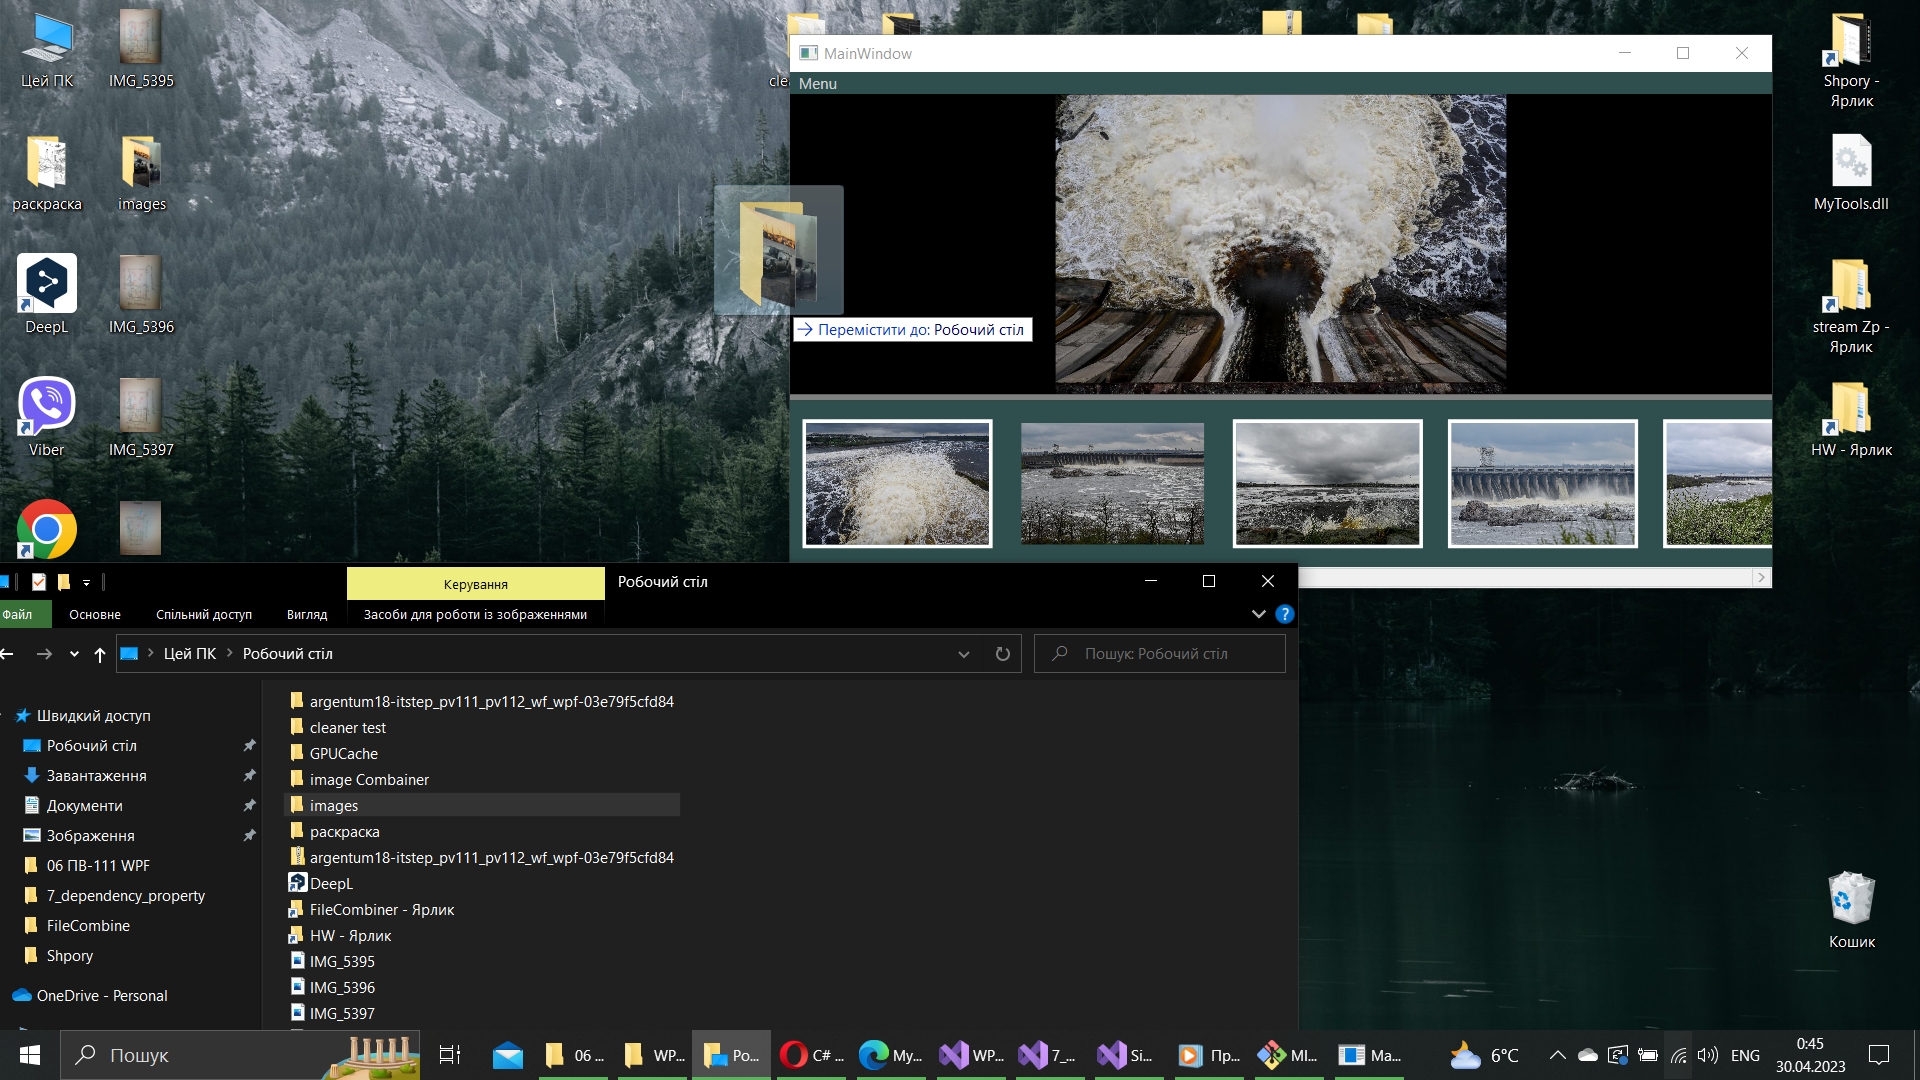 Цей ПК
IMG_5395
раскраска
images
DeepL
IMG_5396
Viber
IMG_5397
MainWindow
Menu
Перемістити до: Робочий стіл
Shpory -
Ярлик
MyTools.dll
stream Zp -
Ярлик
HW - Ярлик
Кошик
Керування
Робочий стіл
Файл
Основне
Спільний доступ
Вигляд
Засоби для роботи із зображеннями
?
Цей ПК
Робочий стіл
Пошук: Робочий стіл
Швидкий доступ
Робочий стіл
Завантаження
Документи
Зображення
06 ПВ-111 WPF
7_dependency_property
FileCombine
Shpory
OneDrive - Personal
argentum18-itstep_pv111_pv112_wf_wpf-03e79f5cfd84
cleaner test
GPUCache
image Combainer
images
раскраска
argentum18-itstep_pv111_pv112_wf_wpf-03e79f5cfd84
DeepL
FileCombiner - Ярлик
HW - Ярлик
IMG_5395
IMG_5396
IMG_5397
Пошук
06 ...
WP...
Ро...
C# ...
My...
WP...
7_...
Si...
Пр...
MI...
Ma...
6°C
ENG
0:45
30.04.2023